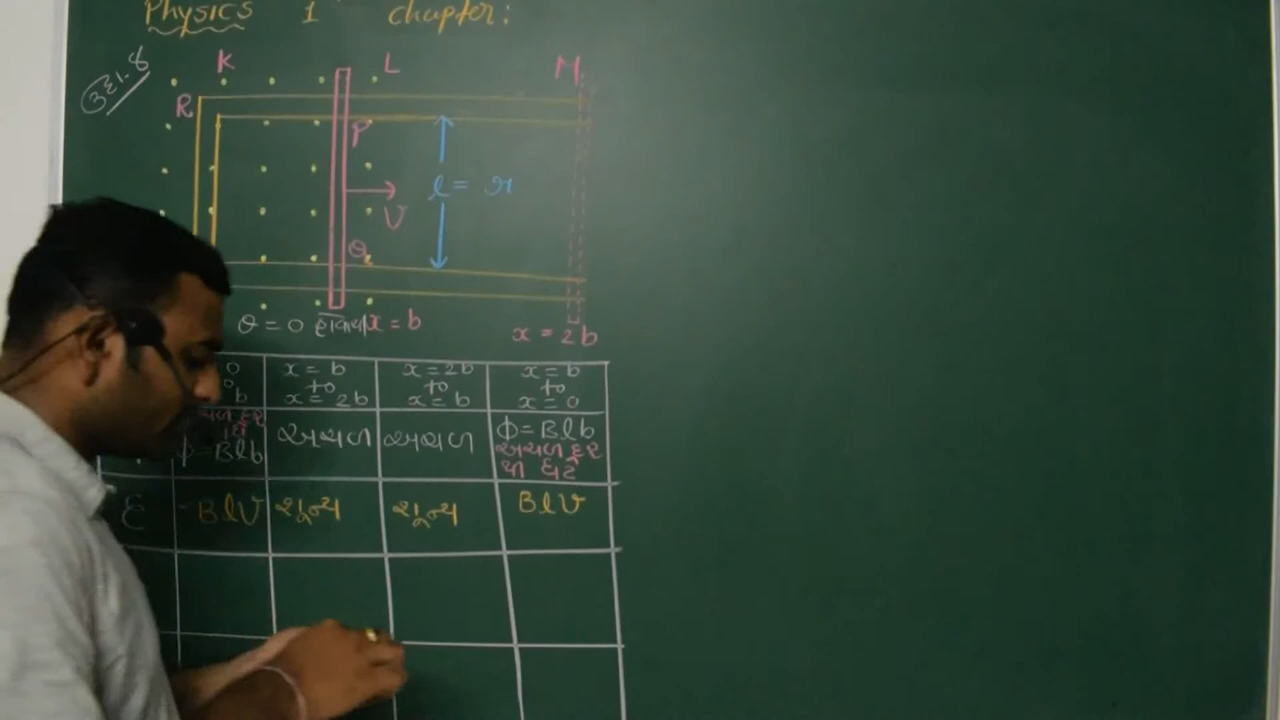 Physics 1 chapter:
ઉદા. 8
K L M
R
P
l = x
v
Q
θ = 0 x = b
x = 2b
0 x = b x = 2b x = b
to to to
b x = 2b x = b x = 0
અચળ અચળ ϕ = Blb
ϕ = Blb અચળ દરે
થી ઘટે
ε - Blv શૂન્ય શૂન્ય Blv